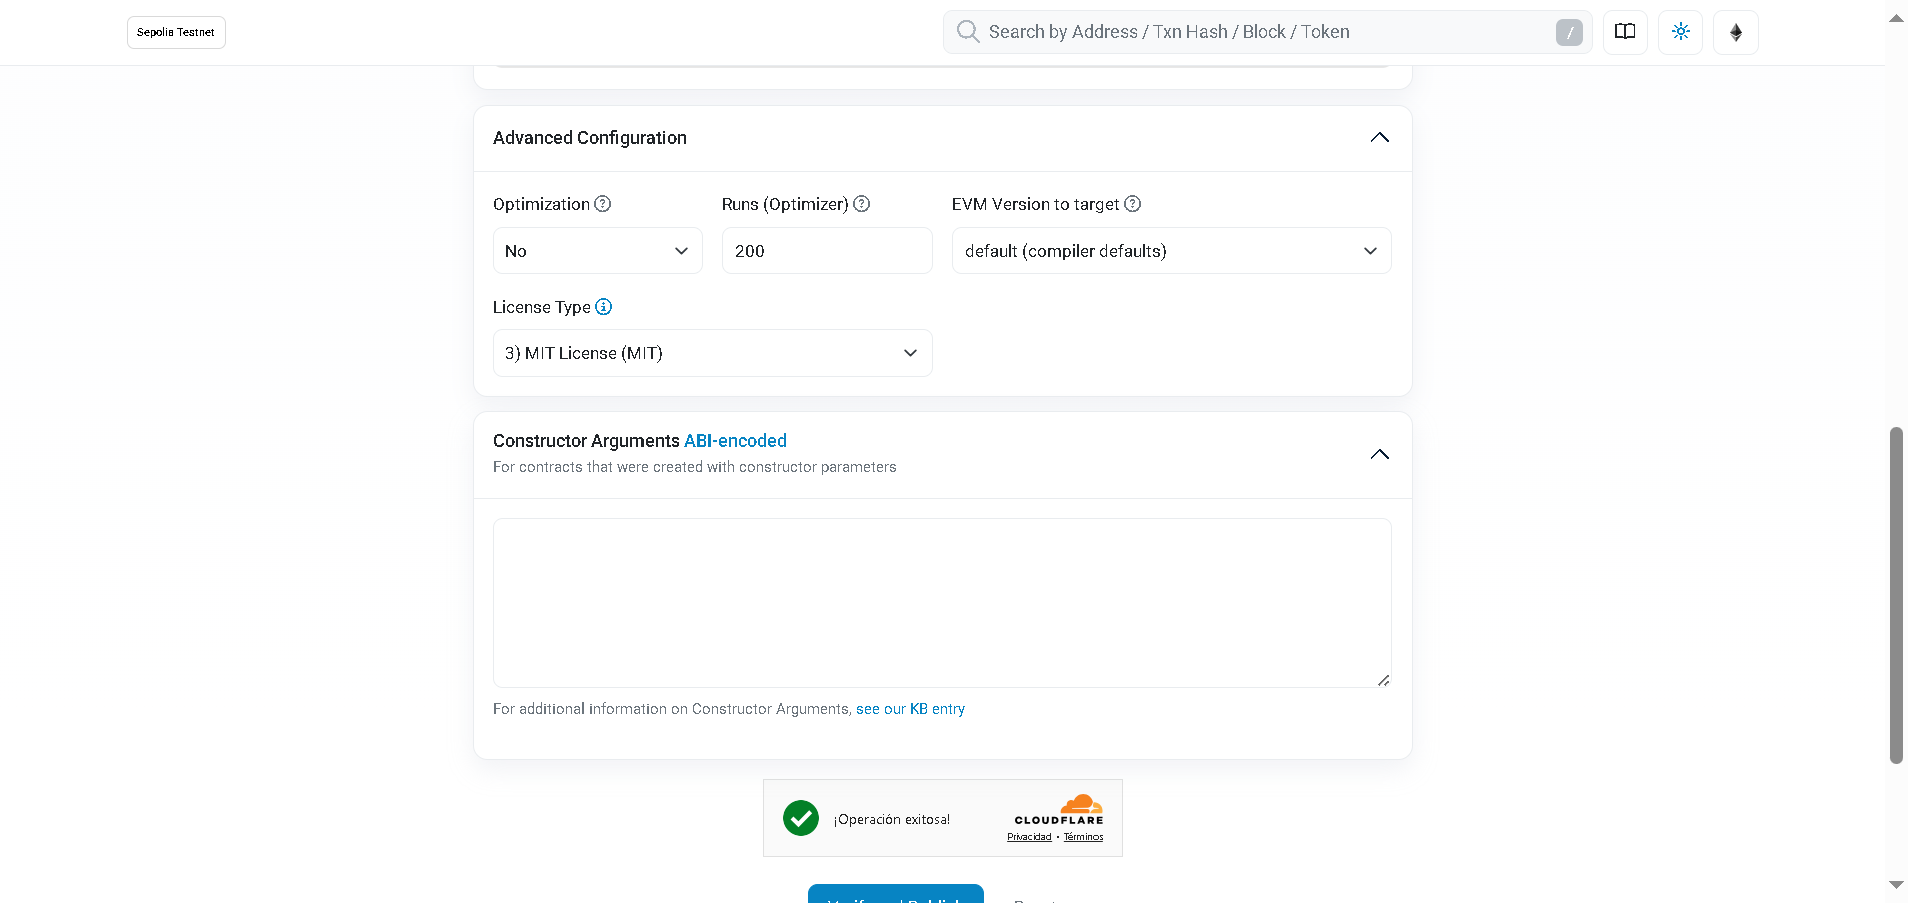 Sepolia Testnet
Search by Address / Txn Hash / Block / Token
/
Advanced Configuration
Optimization
Runs (Optimizer)
EVM Version to target
No
200
default (compiler defaults)
License Type
3) MIT License (MIT)
Constructor Arguments ABI-encoded
For contracts that were created with constructor parameters
For additional information on Constructor Arguments, see our KB entry
¡Operación exitosa!
CLOUDFLARE
Privacidad • Términos